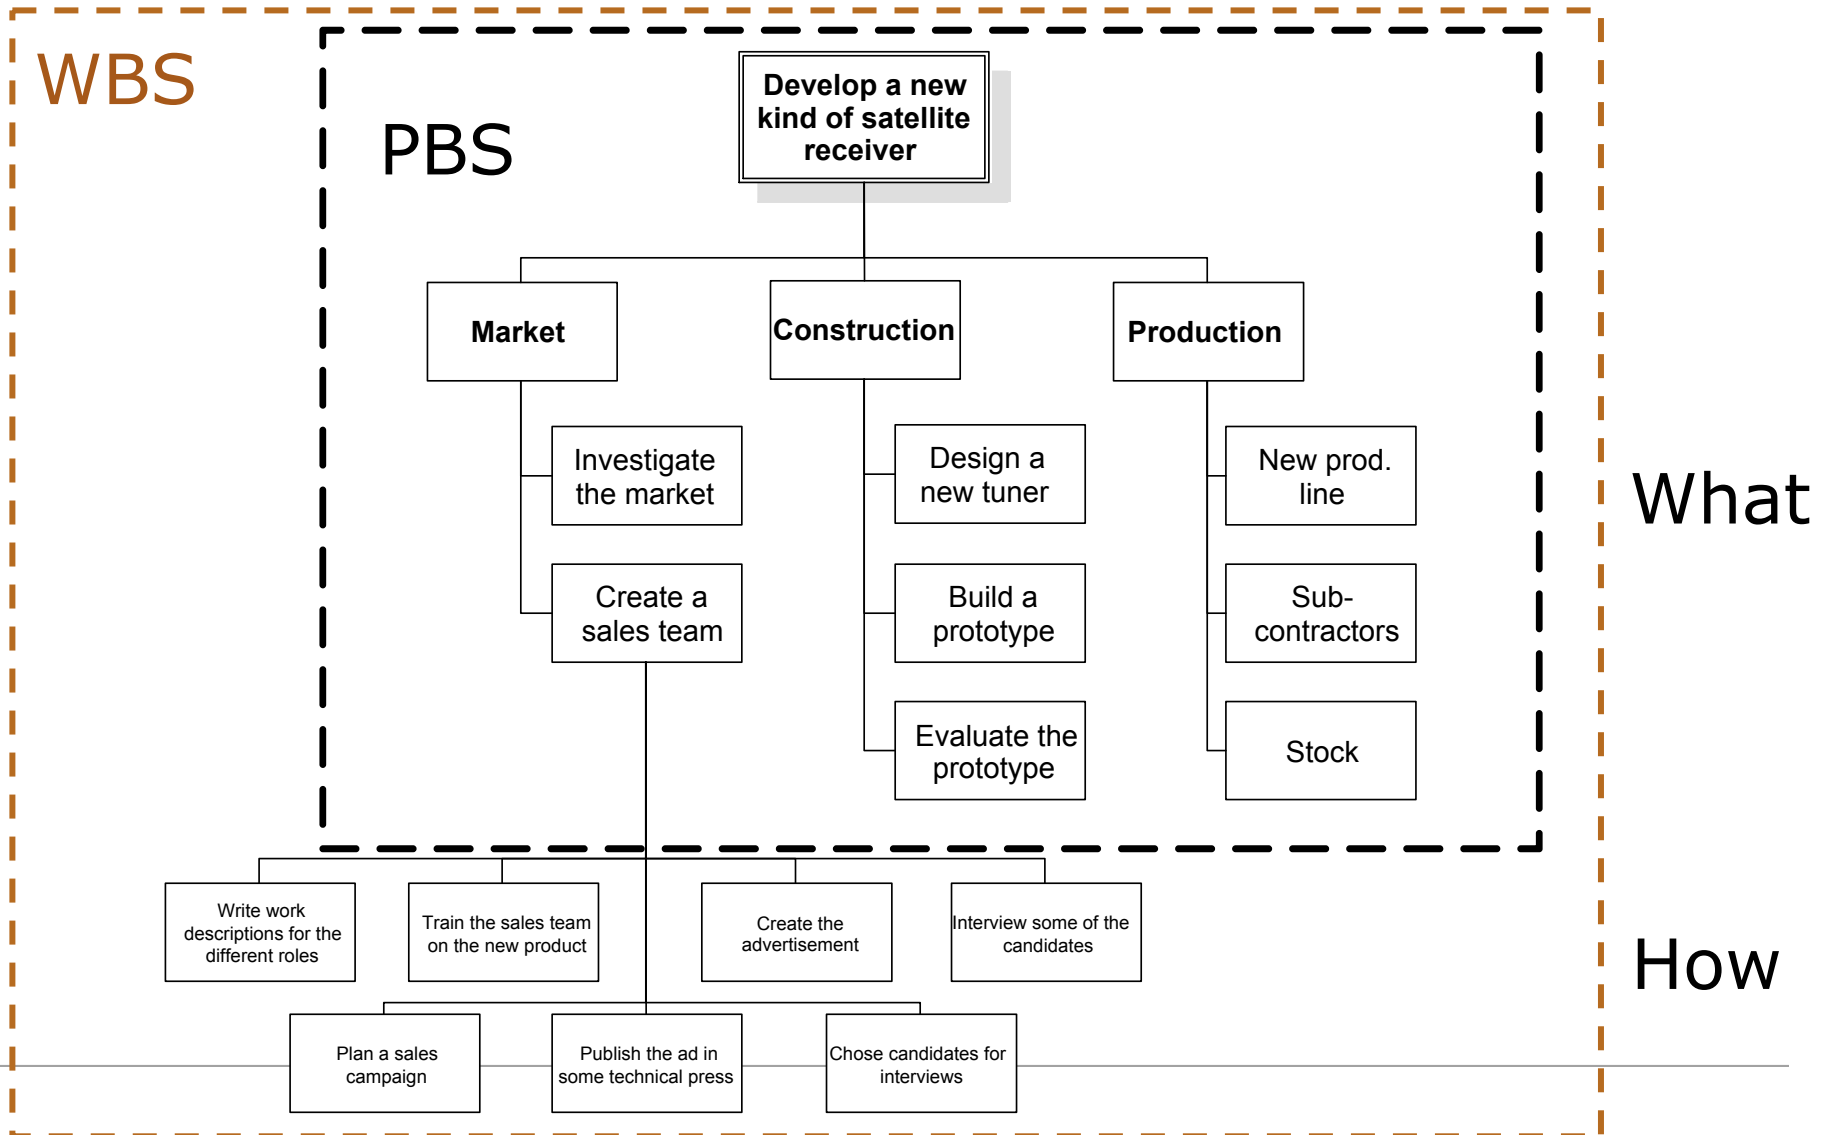 WBS
PBS
Develop a new
kind of satellite
receiver
Market
Construction
Production
Investigate
the market
Design a
new tuner
New prod.
line
What
Create a
sales team
Build a
prototype
Sub-
contractors
Evaluate the
prototype
Stock
Write work
descriptions for the
different roles
Train the sales team
on the new product
Create the
advertisement
Interview some of the
candidates
How
Plan a sales
campaign
Publish the ad in
some technical press
Chose candidates for
interviews